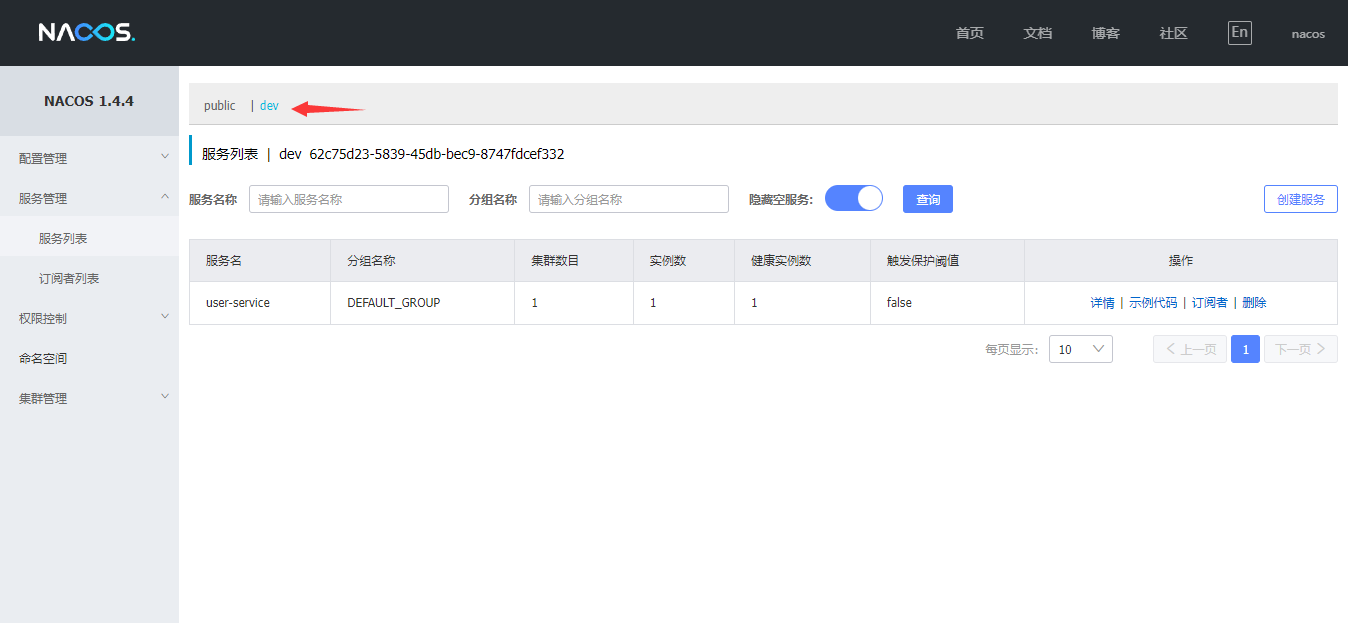 NACOS. 首页 文档 博客 社区 En nacos
NACOS 1.4.4
配置管理
服务管理
服务列表
订阅者列表
权限控制
命名空间
集群管理
public | dev
服务列表 | dev 62c75d23-5839-45db-bec9-8747fdcef332
服务名称 请输入服务名称 分组名称 请输入分组名称 隐藏空服务: 查询 创建服务
服务名 分组名称 集群数目 实例数 健康实例数 触发保护阈值 操作
user-service DEFAULT_GROUP 1 1 1 false 详情 | 示例代码 | 订阅者 | 删除
每页显示: 10 上一页 1 下一页